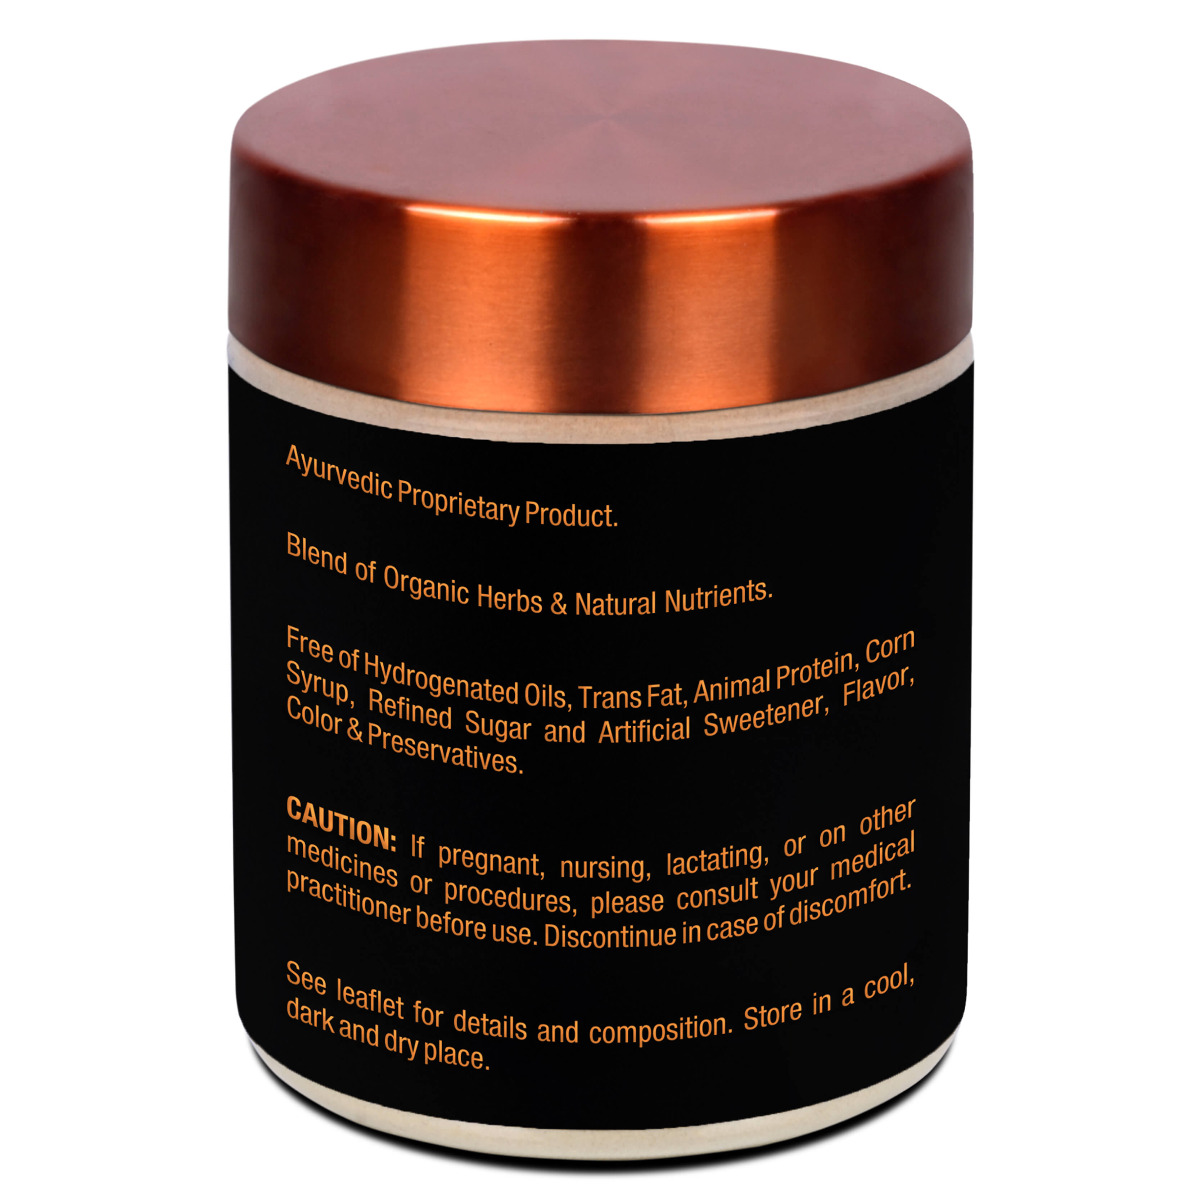 Ayurvedic Proprietary Product.
Blend of Organic Herbs & Natural Nutrients.
Free of Hydrogenated Oils, Trans Fat, Animal Protein, Corn
Syrup, Refined Sugar and Artificial Sweetener, Flavor,
Color & Preservatives.
CAUTION: If pregnant, nursing, lactating, or on other
medicines or procedures, please consult your medical
practitioner before use. Discontinue in case of discomfort.
See leaflet for details and composition. Store in a cool,
dark and dry place.